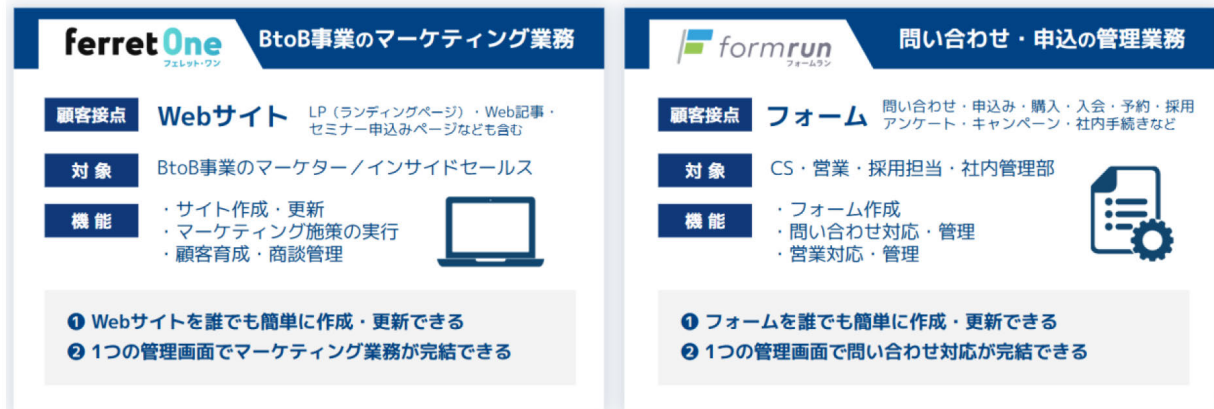 ferret One
フェレット・ワン
BtoB事業のマーケティング業務
顧客接点
Webサイト
LP（ランディングページ）・Web記事・
セミナー申込みページなども含む
対象
BtoB事業のマーケター／インサイドセールス
機能
・サイト作成・更新
・マーケティング施策の実行
・顧客育成・商談管理
❶ Webサイトを誰でも簡単に作成・更新できる
❷ 1つの管理画面でマーケティング業務が完結できる
formrun
フォームラン
問い合わせ・申込の管理業務
顧客接点
フォーム
問い合わせ・申込み・購入・入会・予約・採用
アンケート・キャンペーン・社内手続きなど
対象
CS・営業・採用担当・社内管理部
機能
・フォーム作成
・問い合わせ対応・管理
・営業対応・管理
❶ フォームを誰でも簡単に作成・更新できる
❷ 1つの管理画面で問い合わせ対応が完結できる